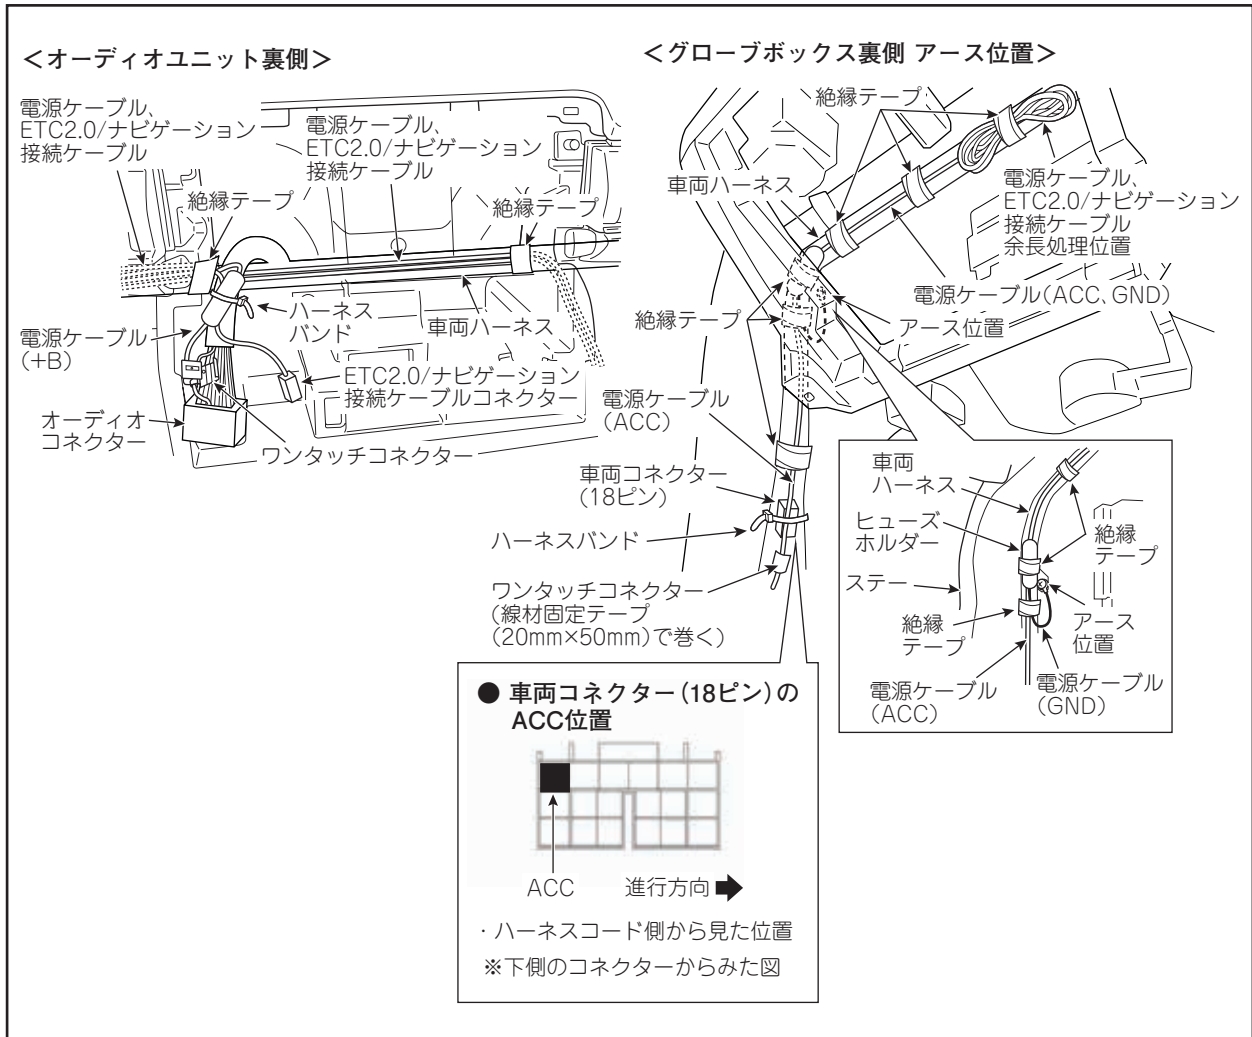 ＜オーディオユニット裏側＞
電源ケーブル、
ETC2.0/ナビゲーション
接続ケーブル
電源ケーブル、
ETC2.0/ナビゲーション
接続ケーブル
絶縁テープ
絶縁テープ
ハーネス
バンド
車両ハーネス
電源ケーブル
(+B)
ETC2.0/ナビゲーション
接続ケーブルコネクター
オーディオ
コネクター
ワンタッチコネクター
＜グローブボックス裏側 アース位置＞
絶縁テープ
車両ハーネス
電源ケーブル、
ETC2.0/ナビゲーション
接続ケーブル
余長処理位置
電源ケーブル(ACC、GND)
アース位置
絶縁テープ
電源ケーブル
(ACC)
車両コネクター
(18ピン)
ハーネスバンド
ワンタッチコネクター
(線材固定テープ
(20mm×50mm)で巻く)
車両
ハーネス
ヒューズ
ホルダー
絶縁
テープ
ステー
絶縁
テープ
アース
位置
電源ケーブル
(ACC)
電源ケーブル
(GND)
● 車両コネクター(18ピン)の
ACC位置
ACC
進行方向➡
・ハーネスコード側から見た位置
※下側のコネクターからみた図